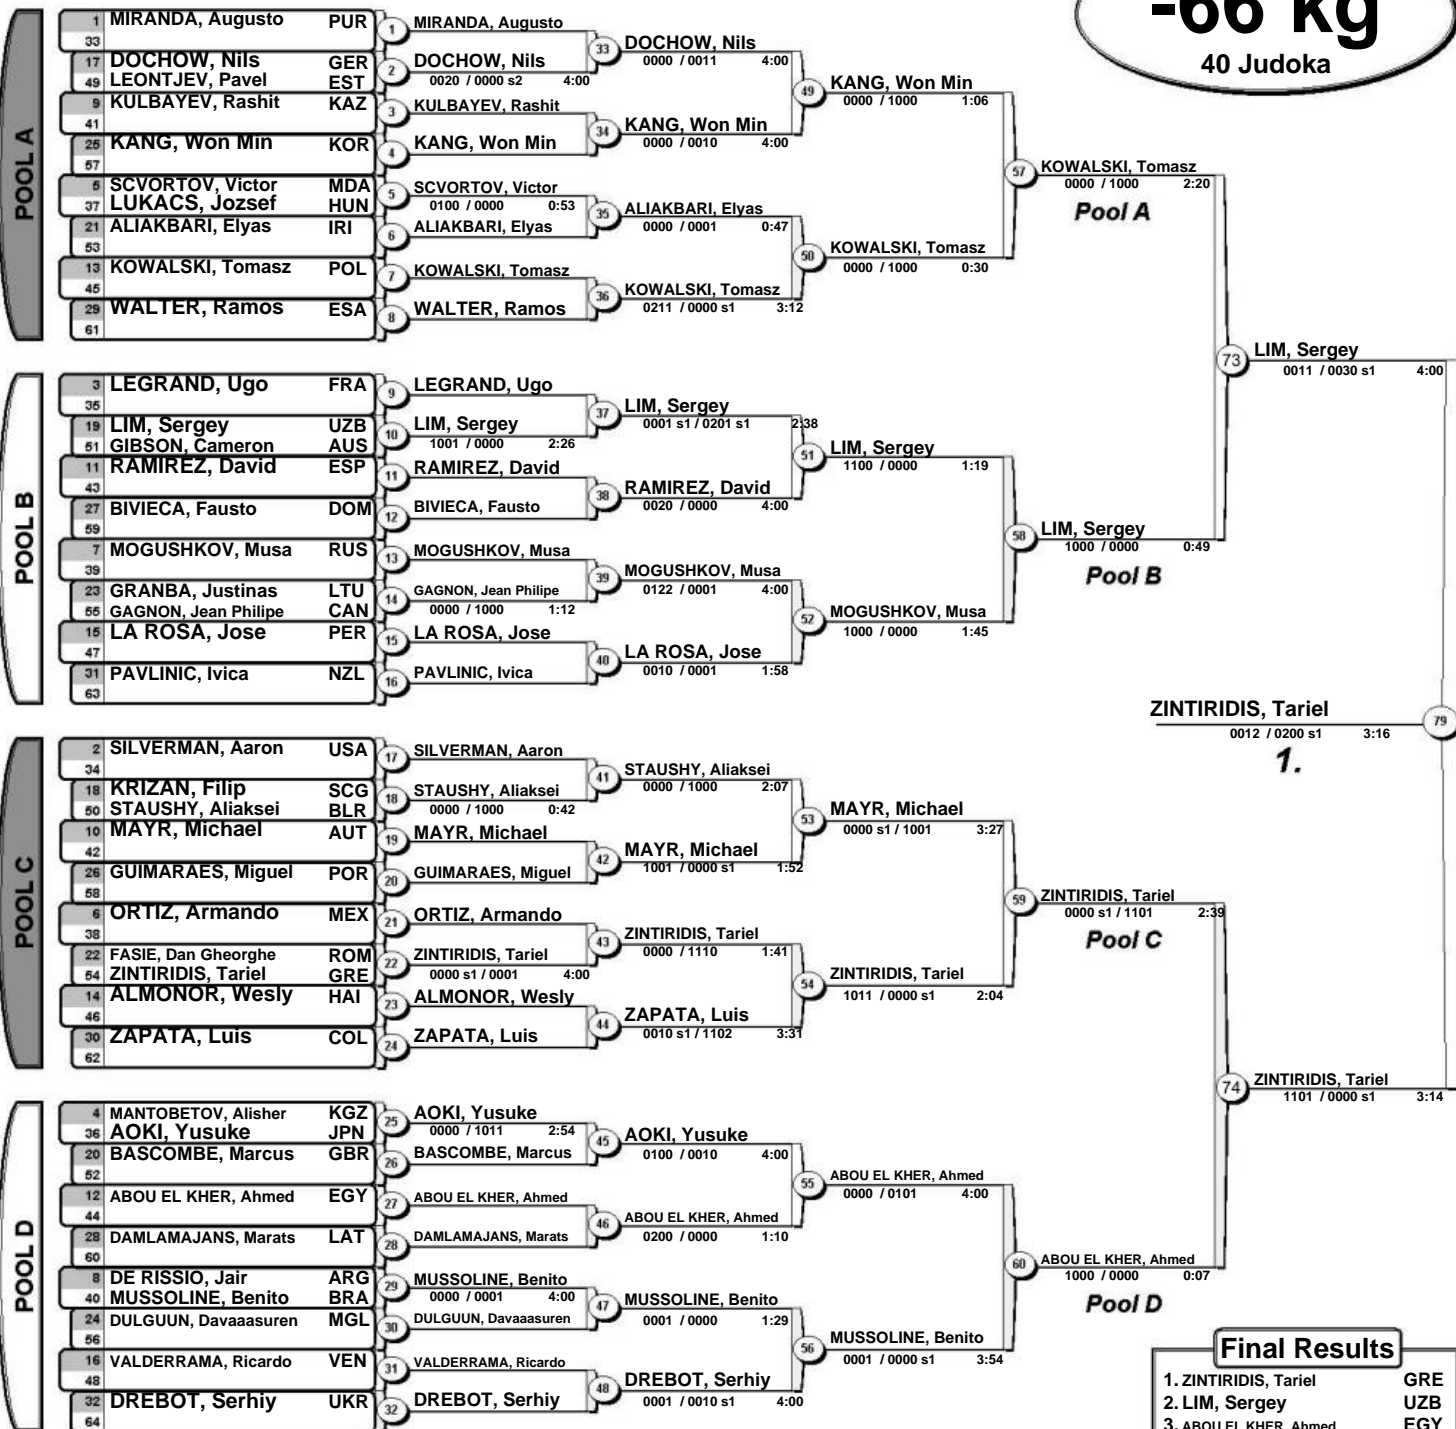 -66 kg
40 Judoka
POOL A
1 MIRANDA, Augusto PUR
33
17 DOCHOW, Nils GER
49 LEONTJEV, Pavel EST
9 KULBAYEV, Rashit KAZ
41
25 KANG, Won Min KOR
57
5 SCVORTOV, Victor MDA
37 LUKACS, Jozsef HUN
21 ALIAKBARI, Elyas IRI
53
13 KOWALSKI, Tomasz POL
45
29 WALTER, Ramos ESA
61
1 MIRANDA, Augusto
2 DOCHOW, Nils
0020 / 0000 s2 4:00
3 KULBAYEV, Rashit
4 KANG, Won Min
5 SCVORTOV, Victor
0100 / 0000 0:53
6 ALIAKBARI, Elyas
7 KOWALSKI, Tomasz
8 WALTER, Ramos
33 DOCHOW, Nils
0000 / 0011 4:00
34 KANG, Won Min
0000 / 0010 4:00
35 ALIAKBARI, Elyas
0000 / 0001 0:47
36 KOWALSKI, Tomasz
0211 / 0000 s1 3:12
49 KANG, Won Min
0000 / 1000 1:06
50 KOWALSKI, Tomasz
0000 / 1000 0:30
57 KOWALSKI, Tomasz
0000 / 1000 2:20
Pool A
POOL B
3 LEGRAND, Ugo FRA
35
19 LIM, Sergey UZB
51 GIBSON, Cameron AUS
11 RAMIREZ, David ESP
43
27 BIVIECA, Fausto DOM
59
7 MOGUSHKOV, Musa RUS
39
23 GRANBA, Justinas LTU
55 GAGNON, Jean Philipe CAN
15 LA ROSA, Jose PER
47
31 PAVLINIC, Ivica NZL
63
9 LEGRAND, Ugo
10 LIM, Sergey
1001 / 0000 2:26
11 RAMIREZ, David
12 BIVIECA, Fausto
13 MOGUSHKOV, Musa
14 GAGNON, Jean Philipe
0000 / 1000 1:12
15 LA ROSA, Jose
16 PAVLINIC, Ivica
37 LIM, Sergey
0001 s1 / 0201 s1 2:38
38 RAMIREZ, David
0020 / 0000 4:00
39 MOGUSHKOV, Musa
0122 / 0001 4:00
40 LA ROSA, Jose
0010 / 0001 1:58
51 LIM, Sergey
1100 / 0000 1:19
52 MOGUSHKOV, Musa
1000 / 0000 1:45
58 LIM, Sergey
1000 / 0000 0:49
Pool B
73 LIM, Sergey
0011 / 0030 s1 4:00
ZINTIRIDIS, Tariel 79
0012 / 0200 s1 3:16
1.
POOL C
2 SILVERMAN, Aaron USA
34
18 KRIZAN, Filip SCG
50 STAUSHY, Aliaksei BLR
10 MAYR, Michael AUT
42
26 GUIMARAES, Miguel POR
58
6 ORTIZ, Armando MEX
38
22 FASIE, Dan Gheorghe ROM
54 ZINTIRIDIS, Tariel GRE
14 ALMONOR, Wesly HAI
46
30 ZAPATA, Luis COL
62
17 SILVERMAN, Aaron
18 STAUSHY, Aliaksei
0000 / 1000 0:42
19 MAYR, Michael
20 GUIMARAES, Miguel
21 ORTIZ, Armando
22 ZINTIRIDIS, Tariel
0000 s1 / 0001 4:00
23 ALMONOR, Wesly
24 ZAPATA, Luis
41 STAUSHY, Aliaksei
0000 / 1000 2:07
42 MAYR, Michael
1001 / 0000 s1 1:52
43 ZINTIRIDIS, Tariel
0000 / 1110 1:41
44 ZAPATA, Luis
0010 s1 / 1102 3:31
53 MAYR, Michael
0000 s1 / 1001 3:27
54 ZINTIRIDIS, Tariel
1011 / 0000 s1 2:04
59 ZINTIRIDIS, Tariel
0000 s1 / 1101 2:39
Pool C
POOL D
4 MANTOBETOV, Alisher KGZ
36 AOKI, Yusuke JPN
20 BASCOMBE, Marcus GBR
52
12 ABOU EL KHER, Ahmed EGY
44
28 DAMLAMAJANS, Marats LAT
60
8 DE RISSIO, Jair ARG
40 MUSSOLINE, Benito BRA
24 DULGUUN, Davaaasuren MGL
56
16 VALDERRAMA, Ricardo VEN
48
32 DREBOT, Serhiy UKR
64
25 AOKI, Yusuke
0000 / 1011 2:54
26 BASCOMBE, Marcus
27 ABOU EL KHER, Ahmed
28 DAMLAMAJANS, Marats
29 MUSSOLINE, Benito
0000 / 0001 4:00
30 DULGUUN, Davaaasuren
31 VALDERRAMA, Ricardo
32 DREBOT, Serhiy
45 AOKI, Yusuke
0100 / 0010 4:00
46 ABOU EL KHER, Ahmed
0200 / 0000 1:10
47 MUSSOLINE, Benito
0001 / 0000 1:29
48 DREBOT, Serhiy
0001 / 0010 s1 4:00
55 ABOU EL KHER, Ahmed
0000 / 0101 4:00
56 MUSSOLINE, Benito
0001 / 0000 s1 3:54
60 ABOU EL KHER, Ahmed
1000 / 0000 0:07
Pool D
74 ZINTIRIDIS, Tariel
1101 / 0000 s1 3:14
Final Results
1. ZINTIRIDIS, Tariel GRE
2. LIM, Sergey UZB
3. ABOU EL KHER, Ahmed EGY